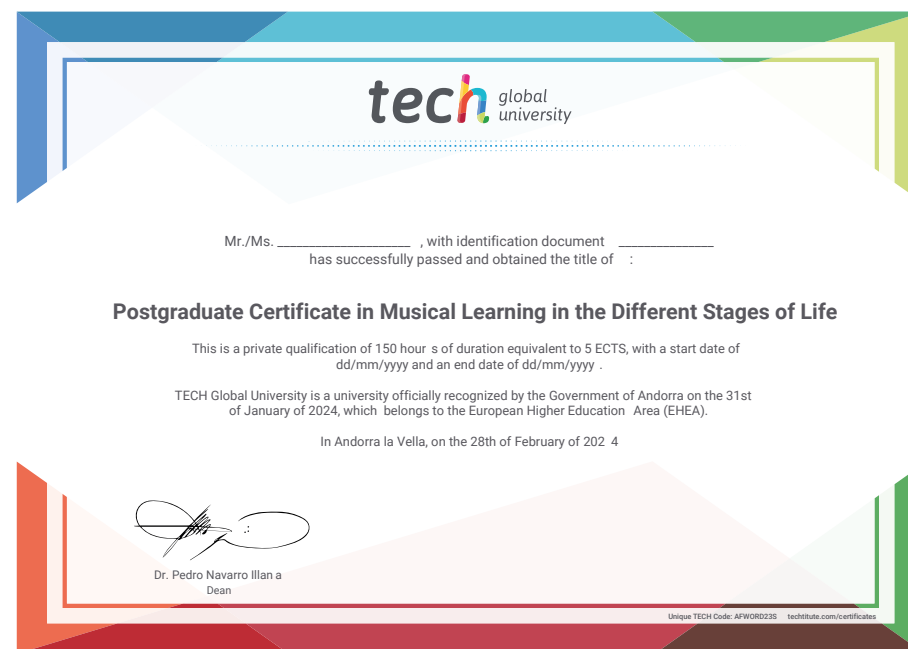 tech global university
Mr./Ms. _____________________ , with identification document _______________
has successfully passed and obtained the title of :
Postgraduate Certificate in Musical Learning in the Different Stages of Life
This is a private qualification of 150 hour s of duration equivalent to 5 ECTS, with a start date of
dd/mm/yyyy and an end date of dd/mm/yyyy .
TECH Global University is a university officially recognized by the Government of Andorra on the 31st
of January of 2024, which belongs to the European Higher Education Area (EHEA).
In Andorra la Vella, on the 28th of February of 202 4
Dr. Pedro Navarro Illan a
Dean
Unique TECH Code: AFWORD23S techtitute.com/certificates